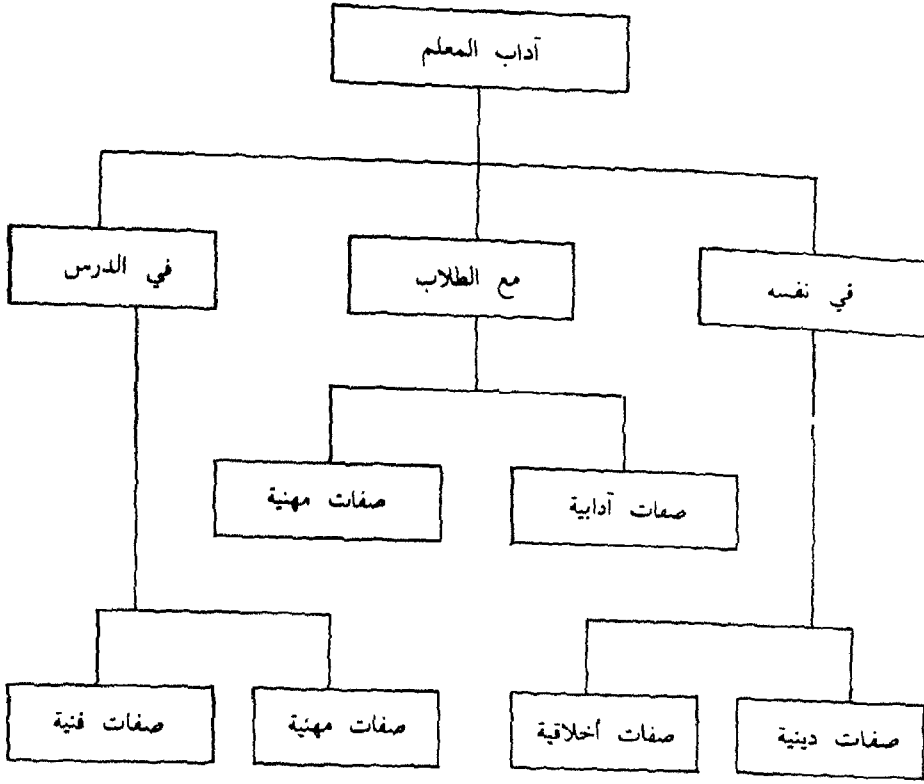 آداب المعلم
في نفسه
مع الطلاب
في الدرس
صفات آدابية
صفات مهنية
صفات دينية
صفات أخلاقية
صفات مهنية
صفات فنية